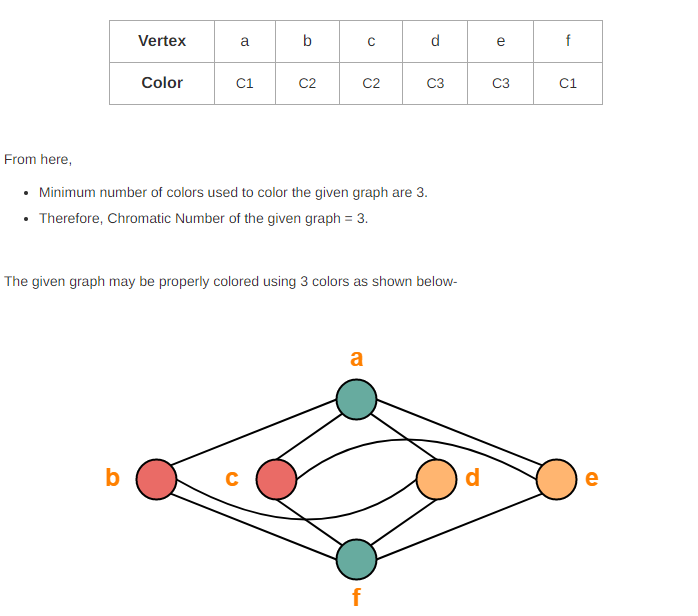 Vertex a b c d e f
Color C1 C2 C2 C3 C3 C1
From here,
• Minimum number of colors used to color the given graph are 3.
• Therefore, Chromatic Number of the given graph = 3.
The given graph may be properly colored using 3 colors as shown below-
a
b c d e
f